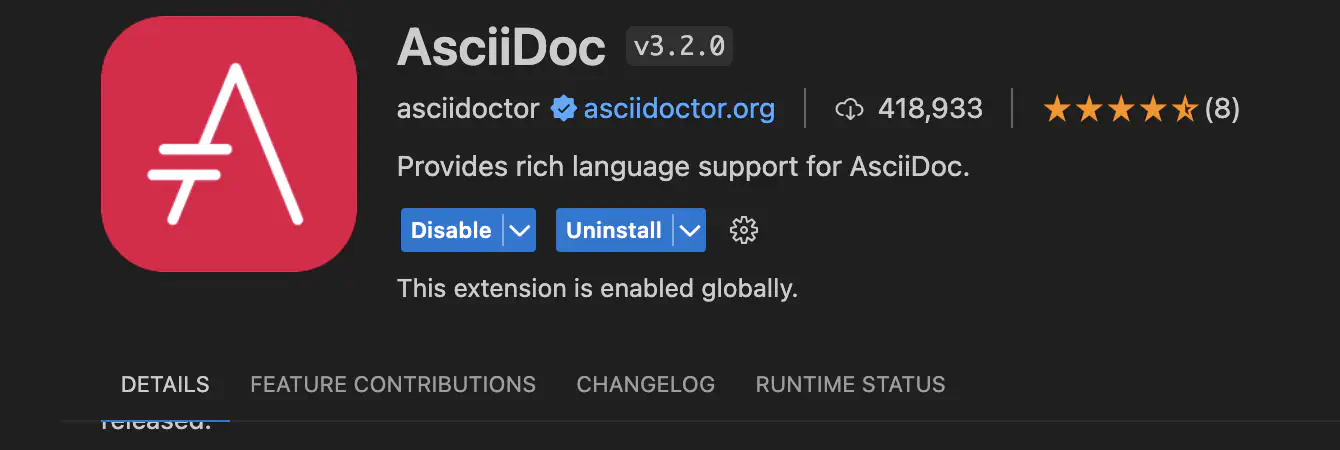 AsciiDoc v3.2.0
asciidoctor asciidoctor.org 418,933 (8)
Provides rich language support for AsciiDoc.
Disable Uninstall
This extension is enabled globally.
DETAILS FEATURE CONTRIBUTIONS CHANGELOG RUNTIME STATUS
released.